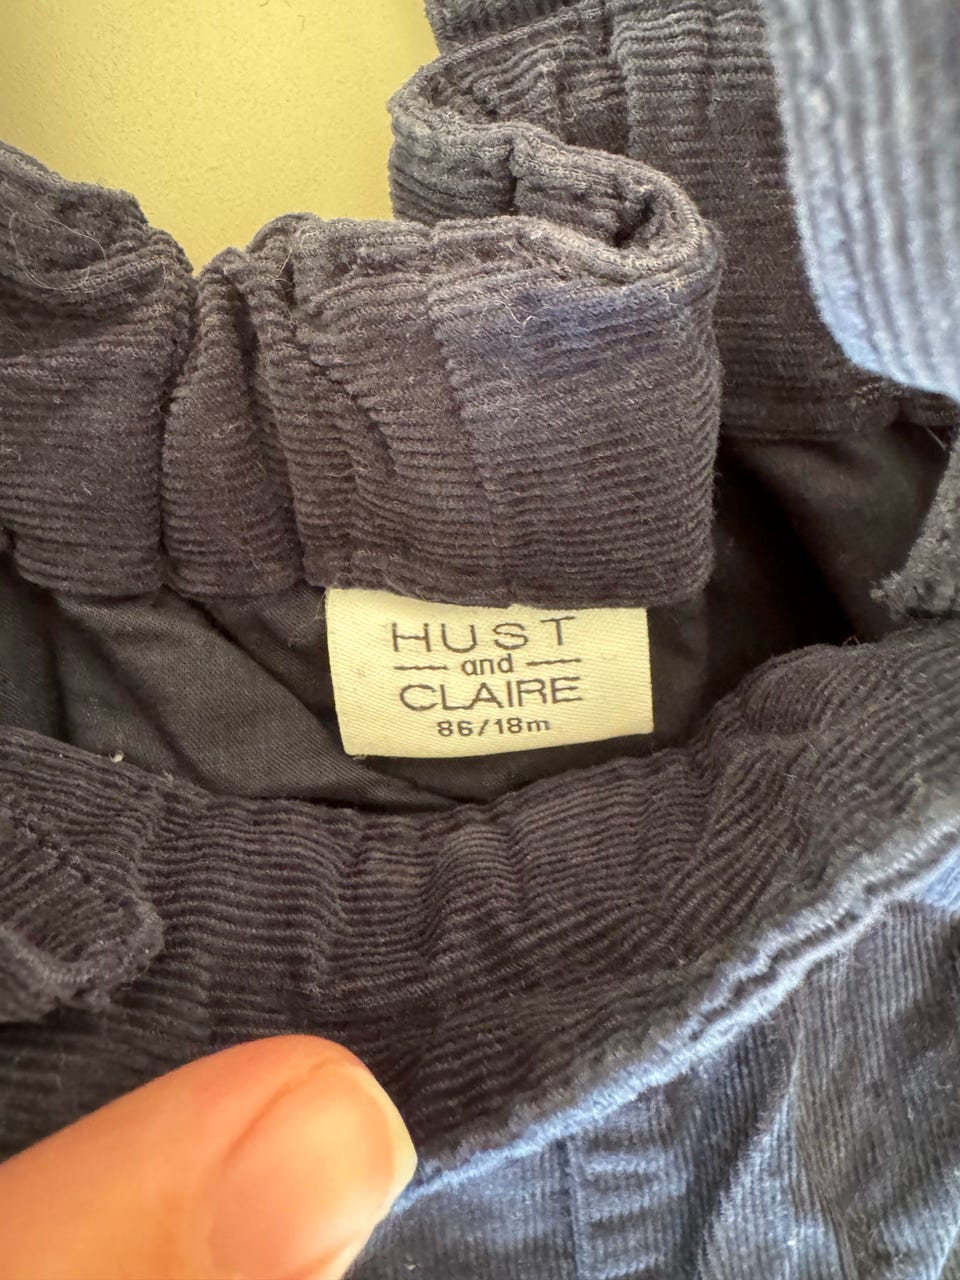 HUST
and
CLAIRE
86/18m